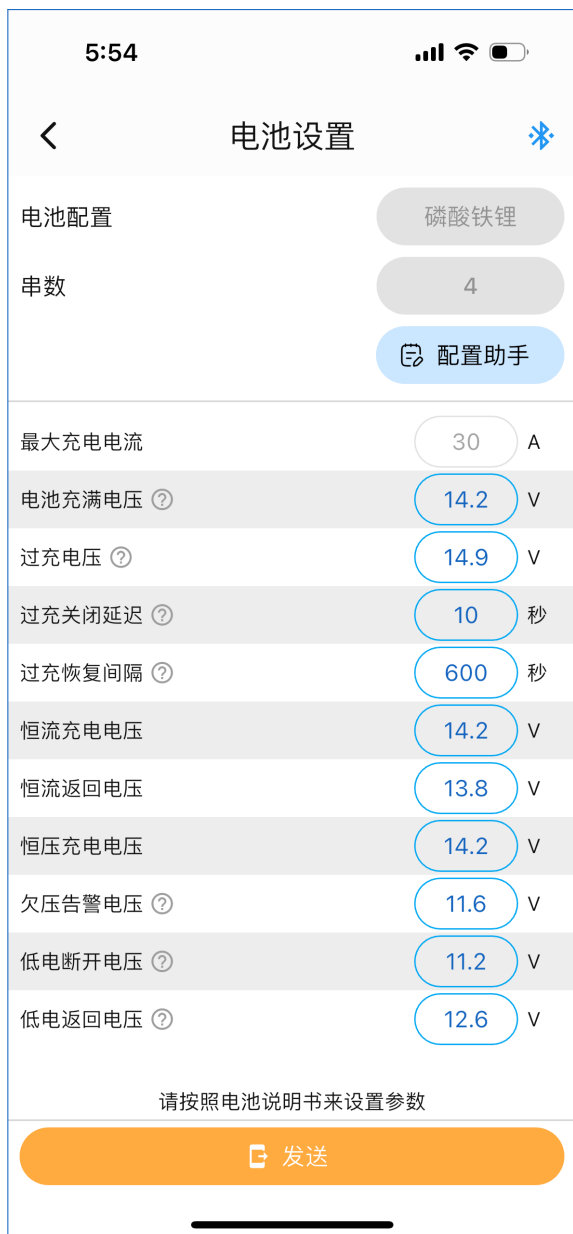 5:54
电池设置
电池配置 磷酸铁锂
串数 4
配置助手
最大充电电流 30 A
电池充满电压 ? 14.2 V
过充电压 ? 14.9 V
过充关闭延迟 ? 10 秒
过充恢复间隔 ? 600 秒
恒流充电电压 14.2 V
恒流返回电压 13.8 V
恒压充电电压 14.2 V
欠压告警电压 ? 11.6 V
低电断开电压 ? 11.2 V
低电返回电压 ? 12.6 V
请按照电池说明书来设置参数
发送